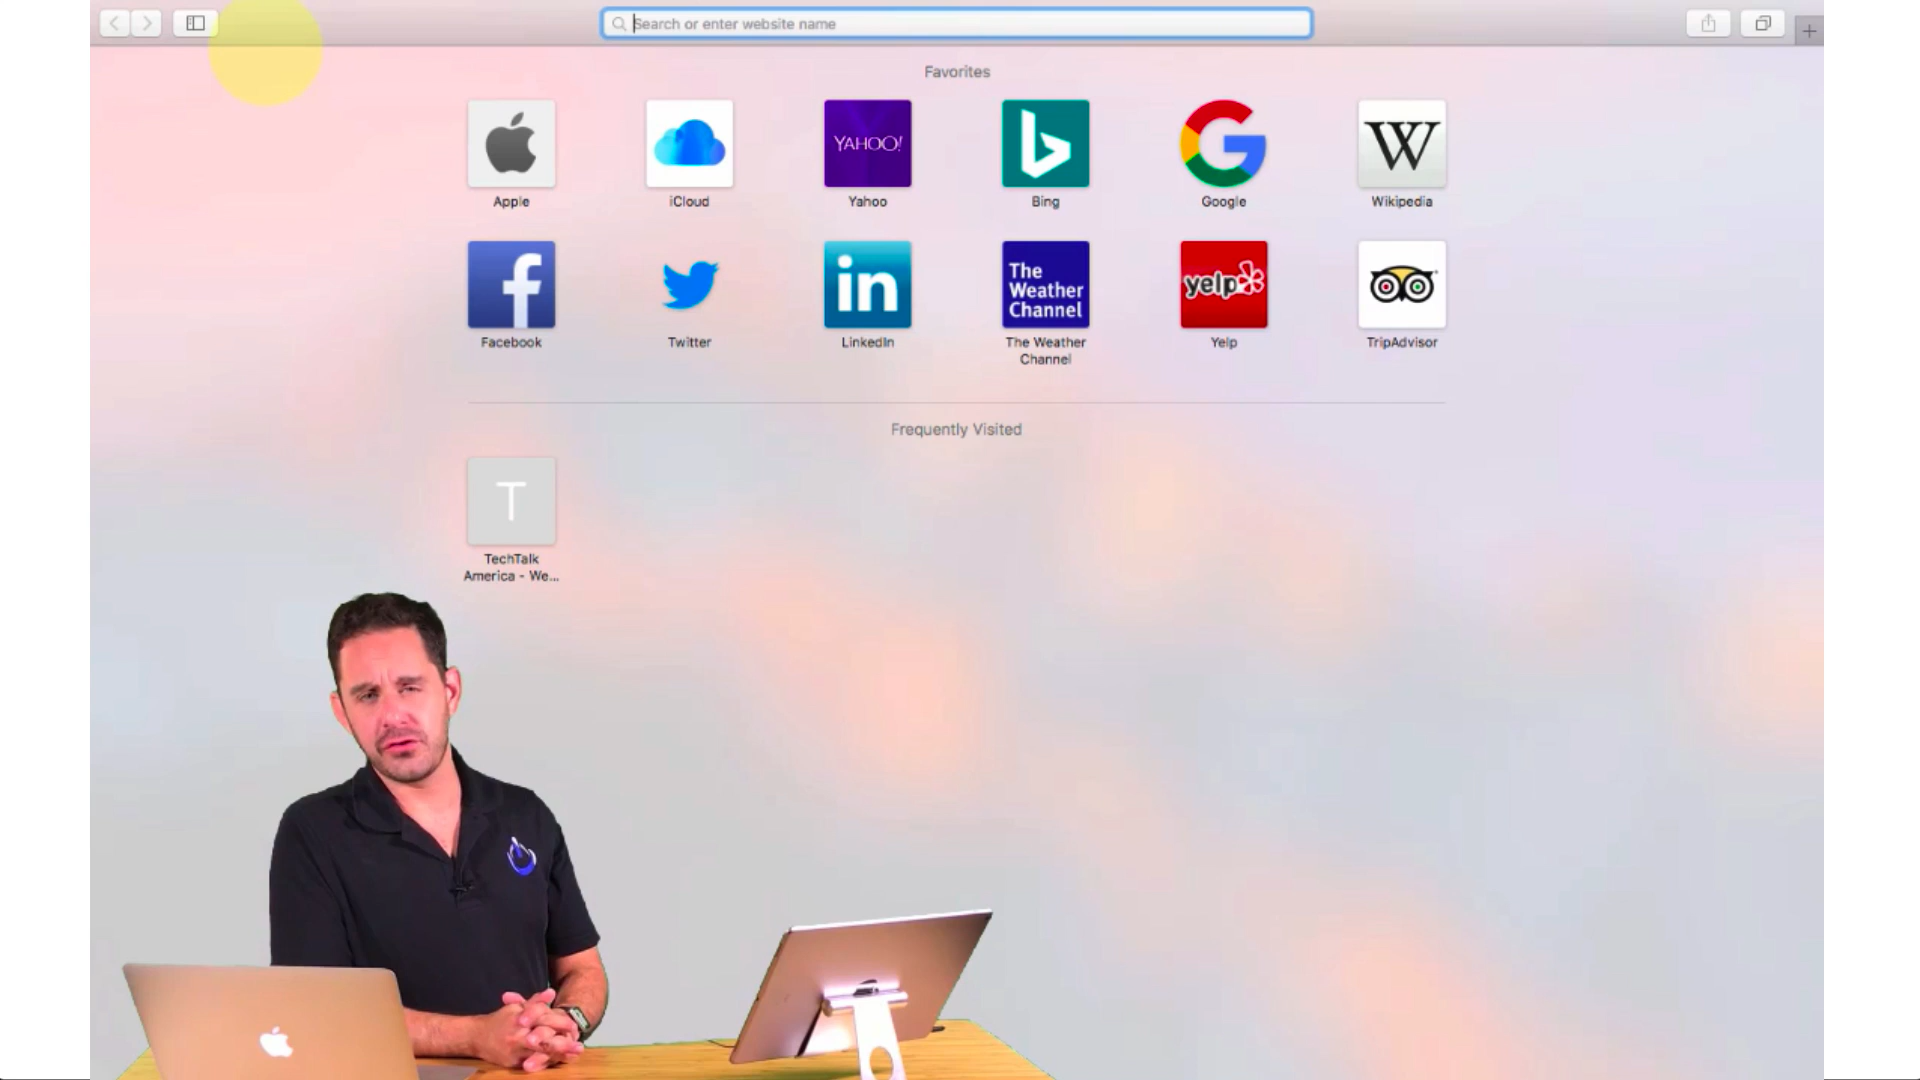 Search or enter website name
Favorites
YAHOO!
W
Apple
iCloud
Yahoo
Bing
Google
Wikipedia
f
in
The
Weather
Channel
yelp
Facebook
Twitter
LinkedIn
The Weather
Channel
Yelp
TripAdvisor
Frequently Visited
T
TechTalk
America - We...